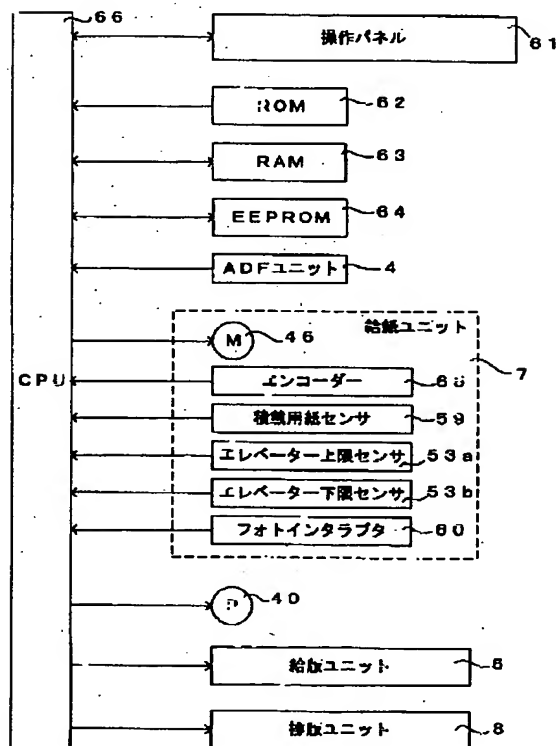 66
操作パネル
61
ROM
62
RAM
63
EEPROM
64
ADFユニット
4
給紙ユニット
M
46
7
CPU
エンコーダー
積載用紙センサ
59
エレベーター上限センサ
53a
エレベーター下限センサ
53b
フォトインタラプタ
60
P
40
給版ユニット
排版ユニット
8